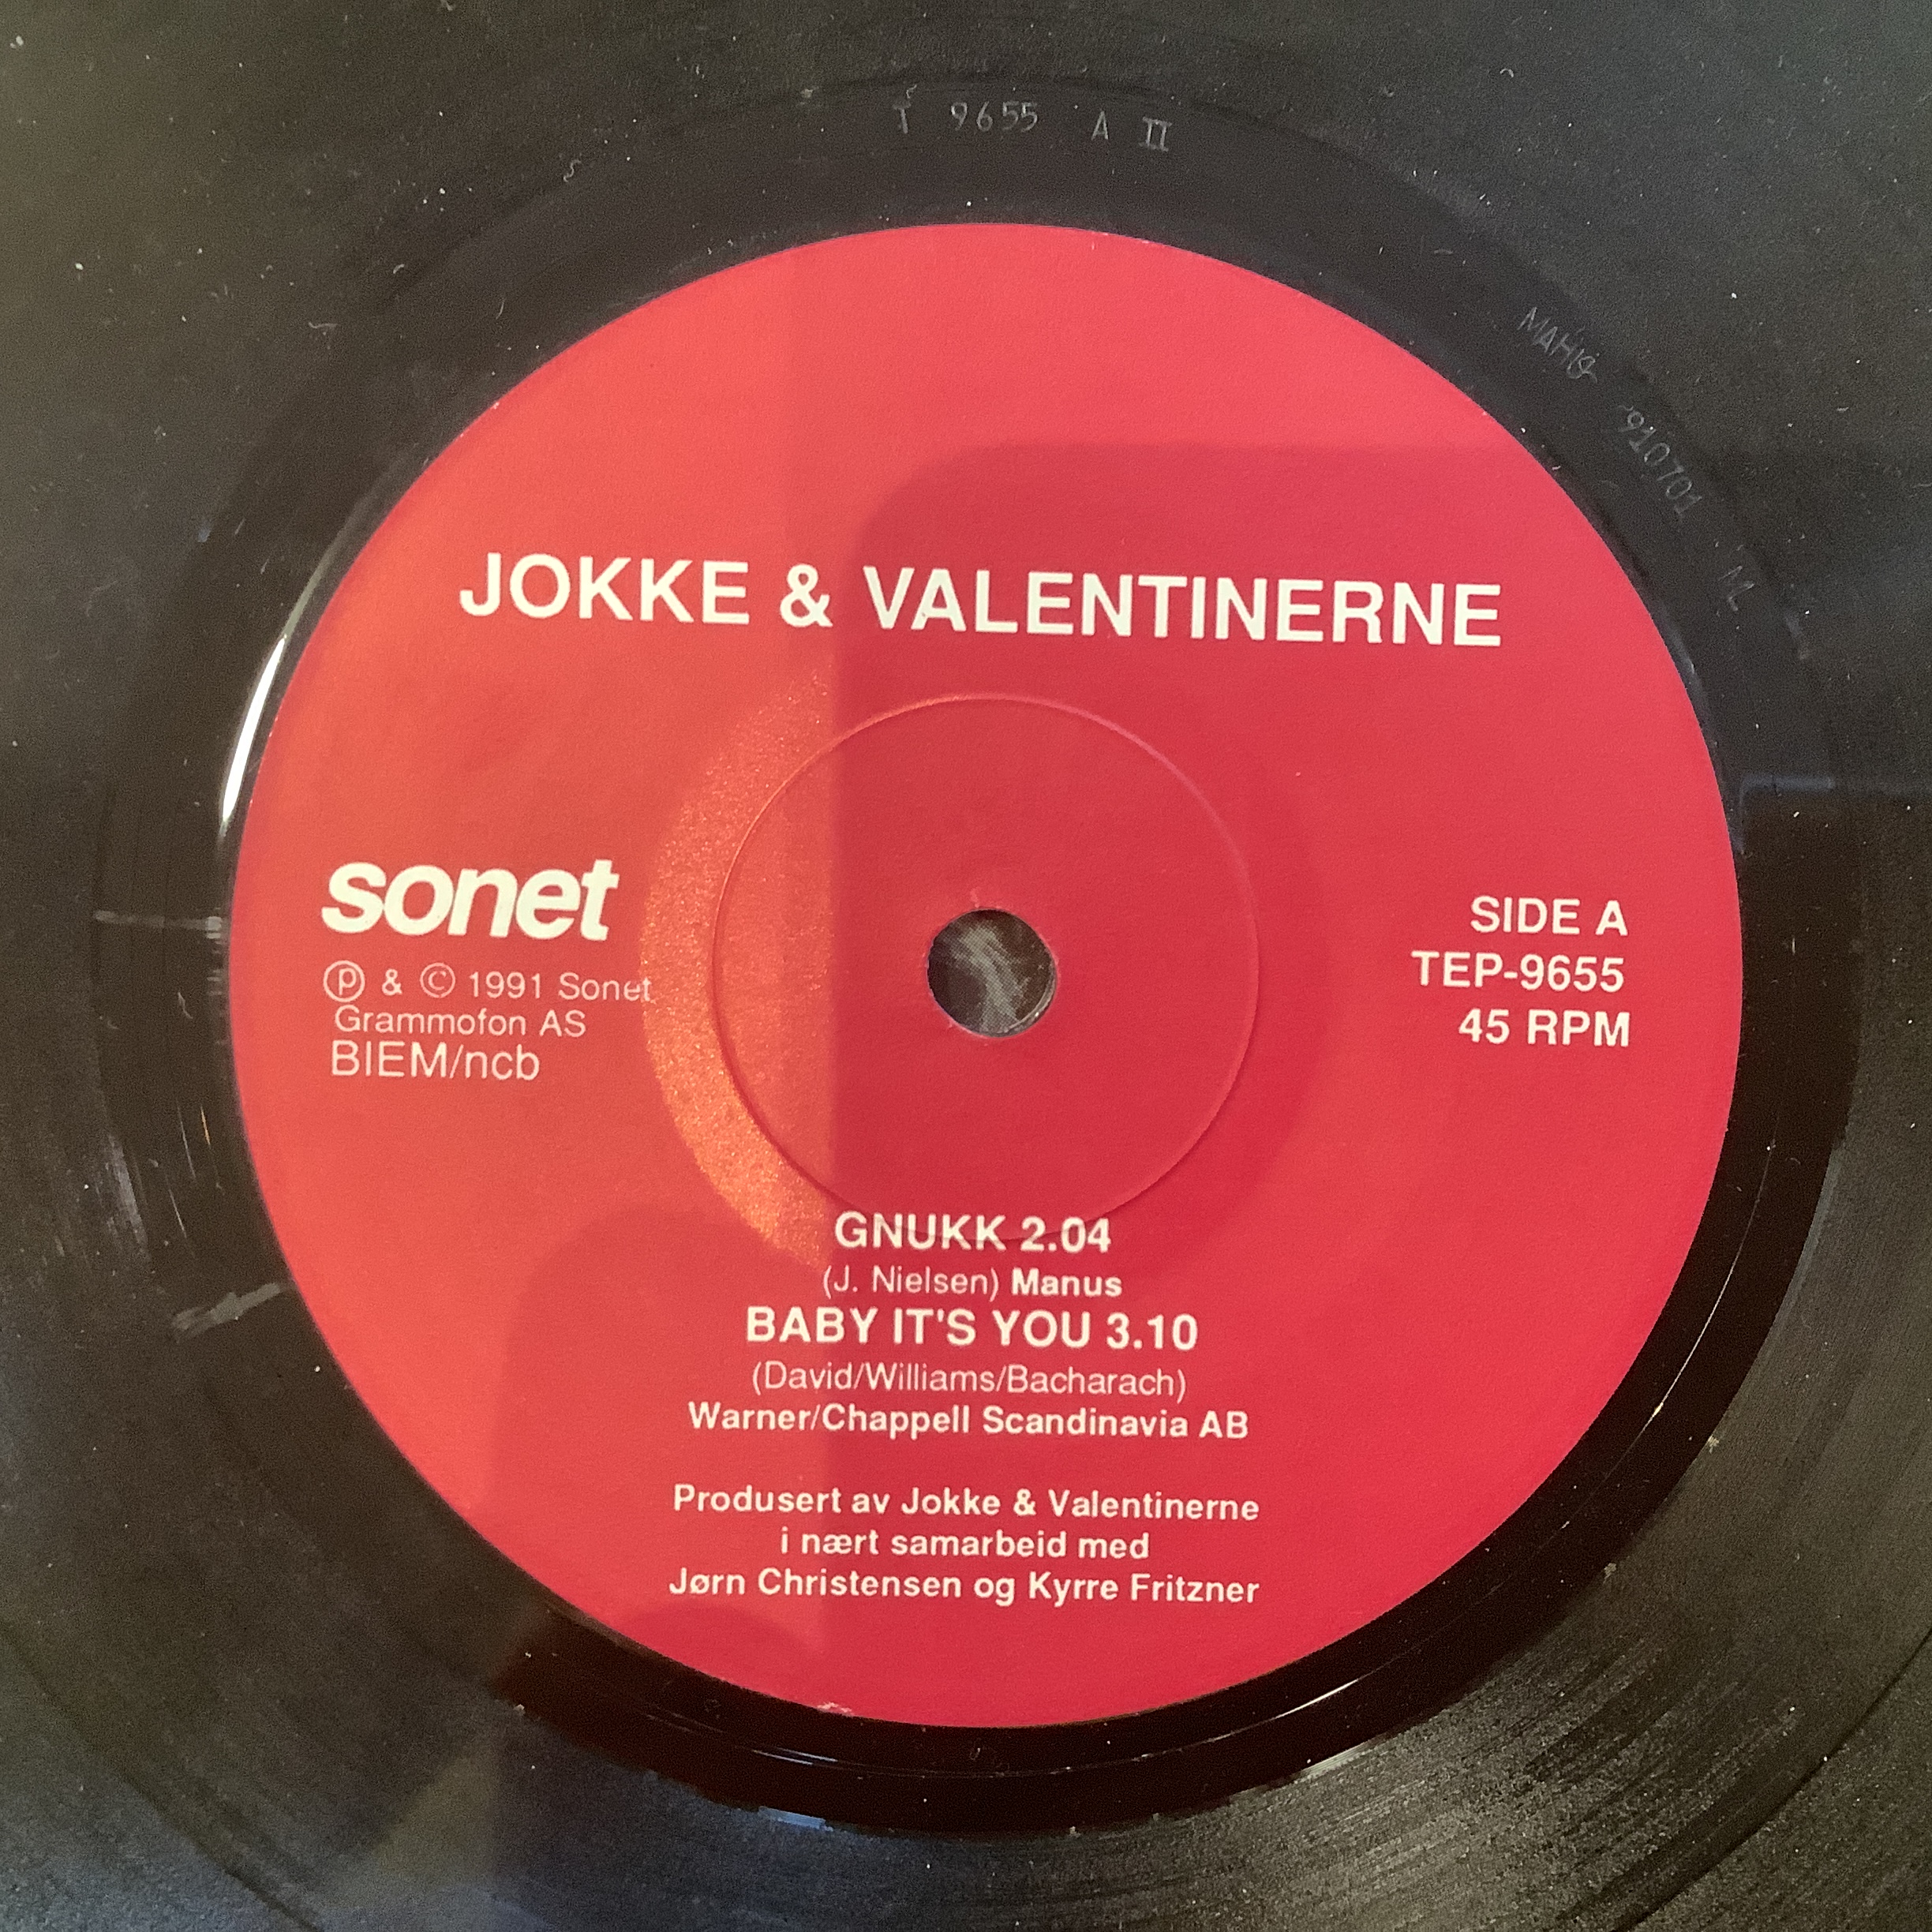 T 9655 A II
910701
JOKKE & VALENTINERNE
sonet
Ⓟ & © 1991 Sonet
Grammofon AS
BIEM/ncb
SIDE A
TEP-9655
45 RPM
GNUKK 2.04
(J. Nielsen) Manus
BABY IT'S YOU 3.10
(David/Williams/Bacharach)
Warner/Chappell Scandinavia AB
Produsert av Jokke & Valentinerne
i nært samarbeid med
Jørn Christensen og Kyrre Fritzner